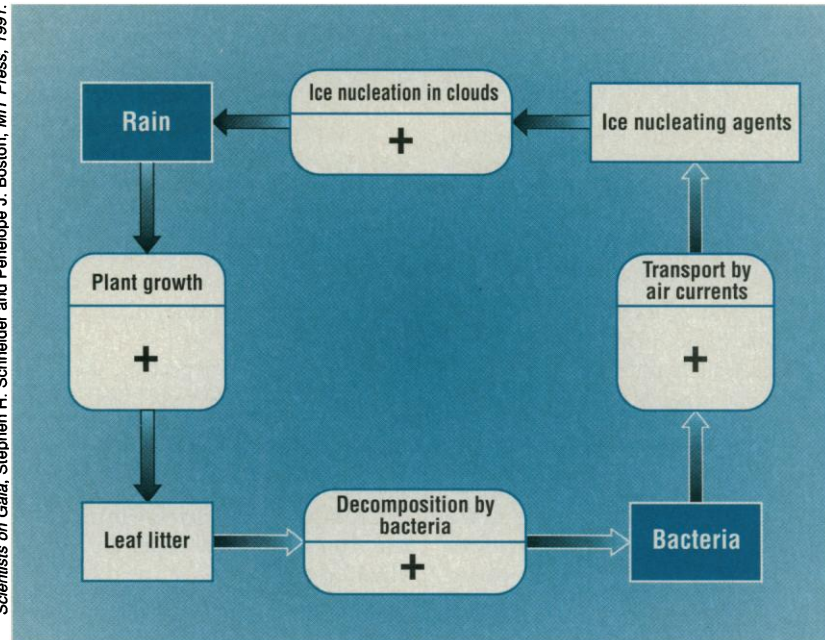 Scientists on Gaia, Stephen H. Schneider and Penelope J. Boston, MIT Press, 1991.
Rain
Ice nucleation in clouds
+
Ice nucleating agents
Plant growth
+
Transport by
air currents
+
Leaf litter
Decomposition by
bacteria
+
Bacteria